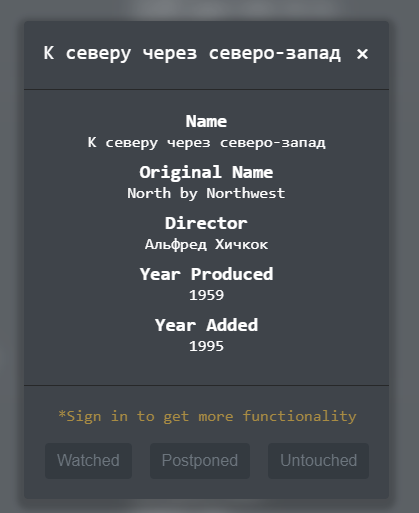 К северу через северо-запад ×
Name
К северу через северо-запад
Original Name
North by Northwest
Director
Альфред Хичкок
Year Produced
1959
Year Added
1995
*Sign in to get more functionality
Watched Postponed Untouched